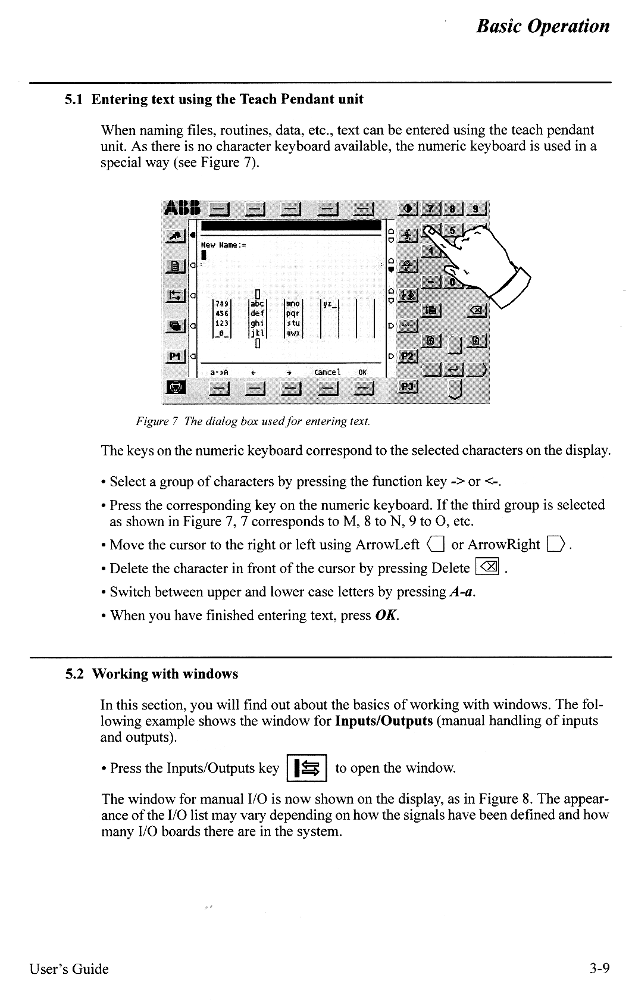 Basic Operation
5.1 Entering text using the Teach Pendant unit
When naming files, routines, data, etc., text can be entered using the teach pendant
unit. As there is no character keyboard available, the numeric keyboard is used in a
special way (see Figure 7).
ABB
7 8 9
New Name:=
5
1
- 0
789 abc mno yz_
456 def pqr
123 ghi stu
_0_ jkl vwx
P1
P2
a->A ← → Cancel OK
P3
Figure 7 The dialog box used for entering text.
The keys on the numeric keyboard correspond to the selected characters on the display.
• Select a group of characters by pressing the function key -> or <-.
• Press the corresponding key on the numeric keyboard. If the third group is selected
as shown in Figure 7, 7 corresponds to M, 8 to N, 9 to O, etc.
• Move the cursor to the right or left using ArrowLeft or ArrowRight .
• Delete the character in front of the cursor by pressing Delete .
• Switch between upper and lower case letters by pressing A-a.
• When you have finished entering text, press OK.
5.2 Working with windows
In this section, you will find out about the basics of working with windows. The fol-
lowing example shows the window for Inputs/Outputs (manual handling of inputs
and outputs).
• Press the Inputs/Outputs key to open the window.
The window for manual I/O is now shown on the display, as in Figure 8. The appear-
ance of the I/O list may vary depending on how the signals have been defined and how
many I/O boards there are in the system.
User's Guide
3-9